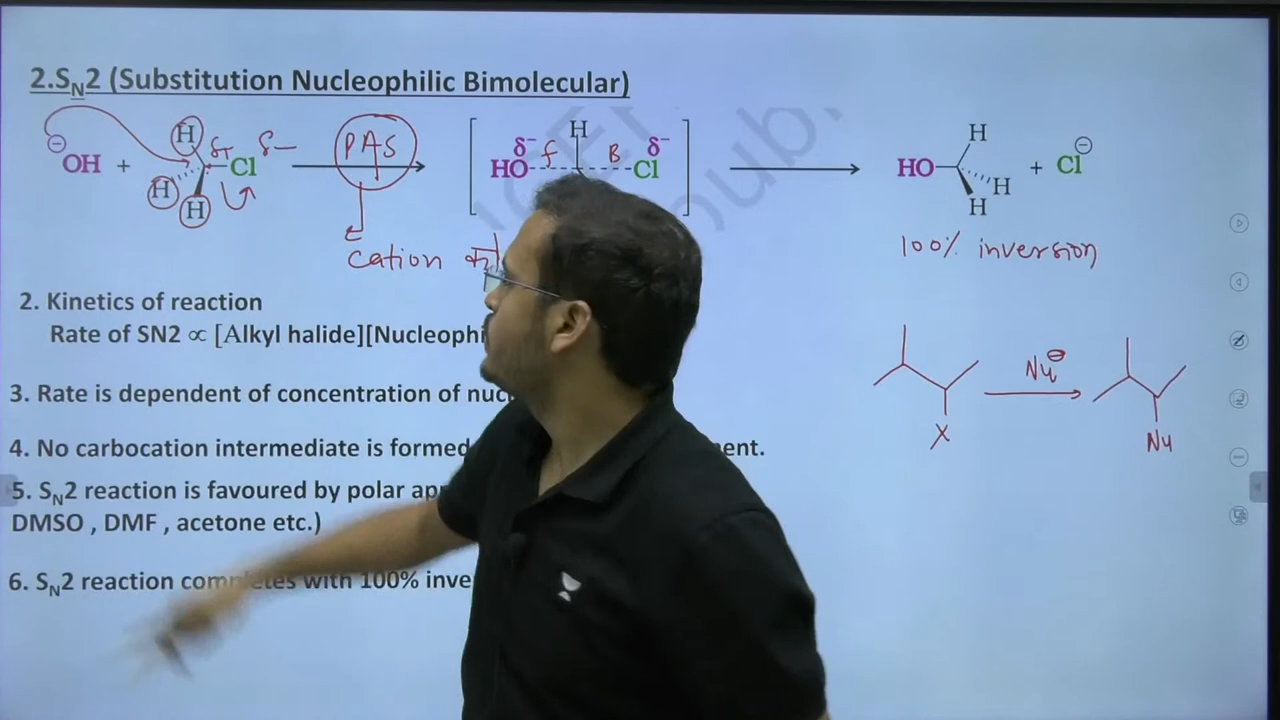 2.SN2 (Substitution Nucleophilic Bimolecular)
⊖
OH + H H H δ+ Cl δ−
PAS
HO δ− f H B Cl δ−
HO H H H + Cl ⊖
cation
100% inversion
2. Kinetics of reaction
Rate of SN2 ∝ [Alkyl halide][Nucleophi
3. Rate is dependent of concentration of nuc
4. No carbocation intermediate is formed ent.
5. SN2 reaction is favoured by polar apr
DMSO , DMF , acetone etc.)
6. SN2 reaction completes with 100% inve
X Nu⊖ Nu